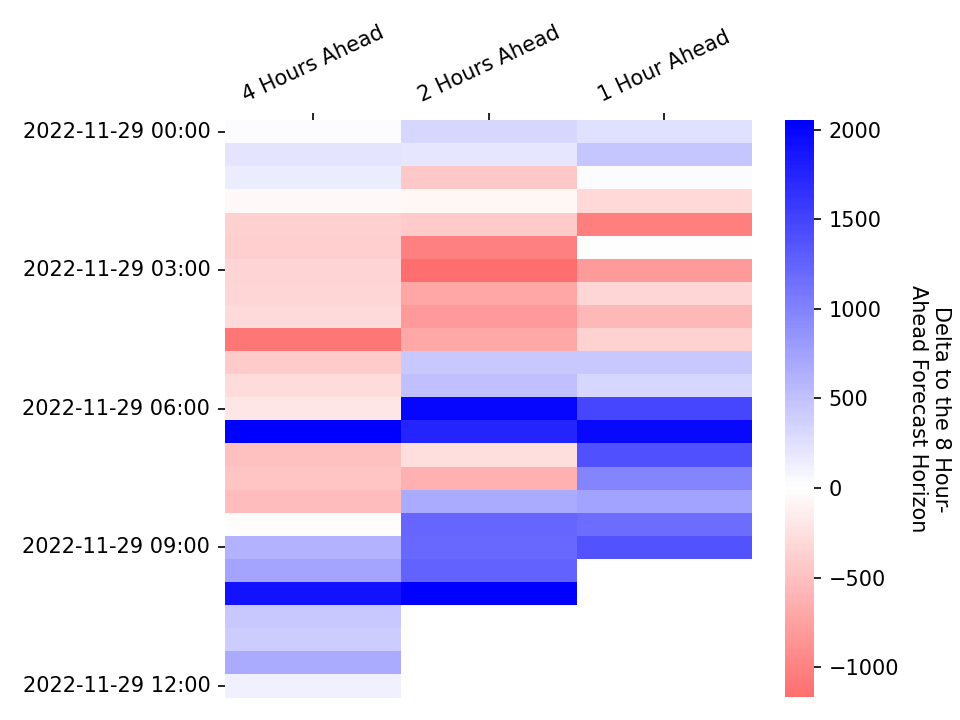 4 Hours Ahead
2 Hours Ahead
1 Hour Ahead
2022-11-29 00:00
2022-11-29 03:00
2022-11-29 06:00
2022-11-29 09:00
2022-11-29 12:00
2000
1500
1000
500
0
−500
−1000
Delta to the 8 Hour-
Ahead Forecast Horizon